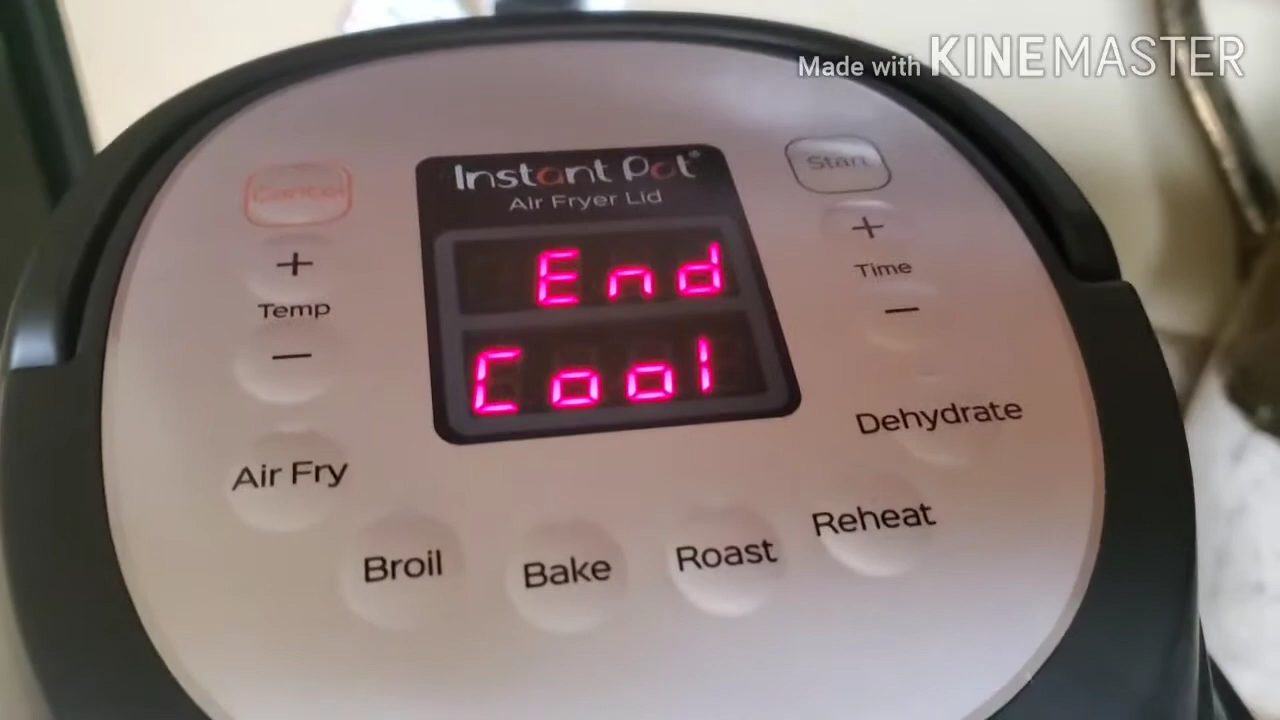 Made with KINEMASTER
Instant Pot®
Air Fryer Lid
Cancel
Start
+
Temp
−
+
Time
−
End
Cool
Air Fry
Broil
Bake
Roast
Reheat
Dehydrate